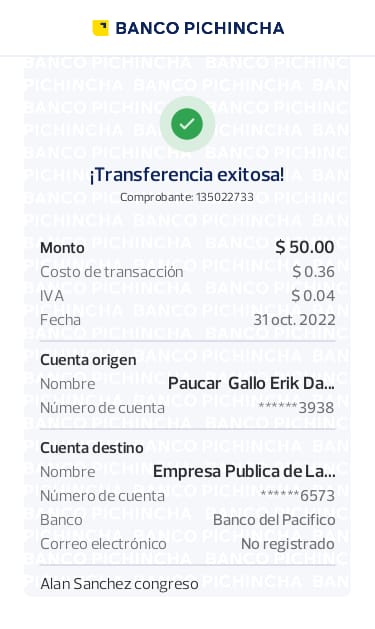 BANCO PICHINCHA
¡Transferencia exitosa!
Comprobante: 135022733
Monto $ 50.00
Costo de transacción $ 0.36
IVA $ 0.04
Fecha 31 oct. 2022
Cuenta origen
Nombre Paucar Gallo Erik Da...
Número de cuenta ******3938
Cuenta destino
Nombre Empresa Publica de La...
Número de cuenta ******6573
Banco Banco del Pacifico
Correo electrónico No registrado
Alan Sanchez congreso